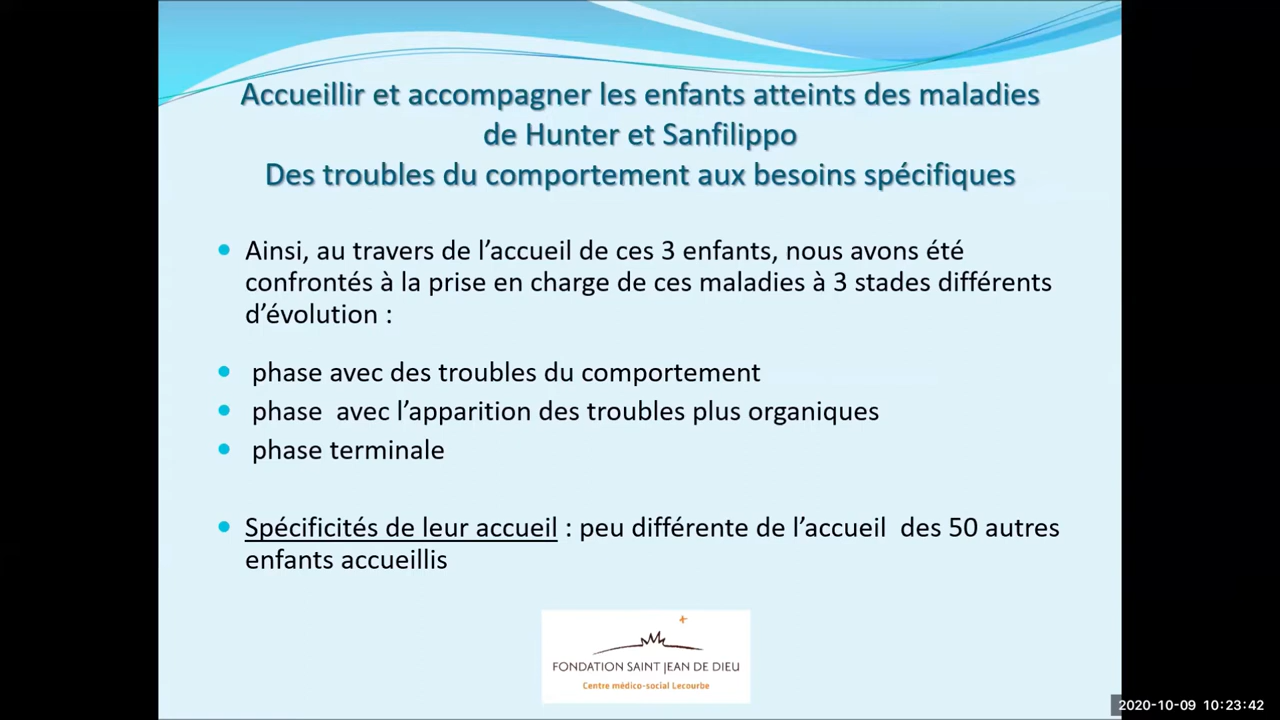 Accueillir et accompagner les enfants atteints des maladies
de Hunter et Sanfilippo
Des troubles du comportement aux besoins spécifiques
• Ainsi, au travers de l’accueil de ces 3 enfants, nous avons été
confrontés à la prise en charge de ces maladies à 3 stades différents
d’évolution :
• phase avec des troubles du comportement
• phase avec l’apparition des troubles plus organiques
• phase terminale
• Spécificités de leur accueil : peu différente de l’accueil des 50 autres
enfants accueillis
FONDATION SAINT JEAN DE DIEU
Centre médico-social Lecourbe
2020-10-09 10:23:42